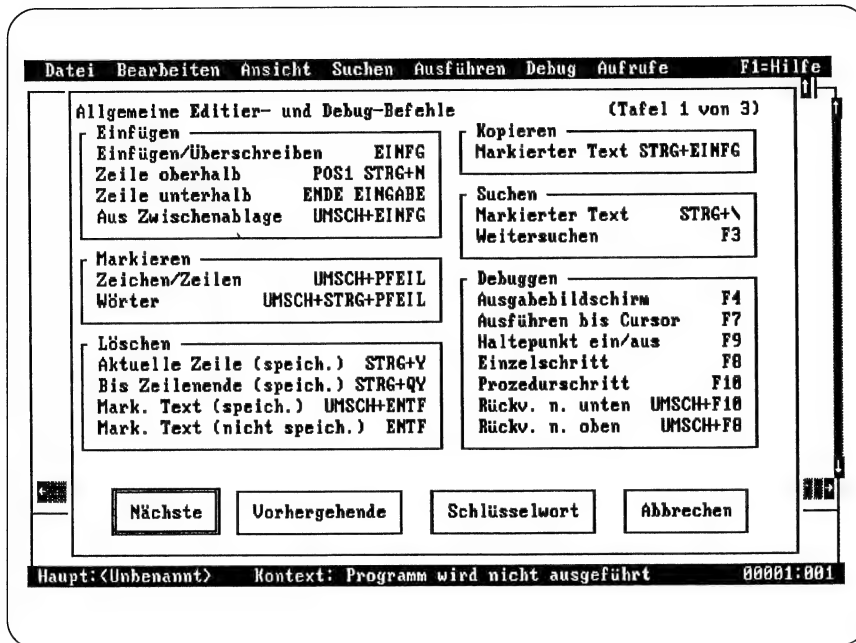 Datei Bearbeiten Ansicht Suchen Ausführen Debug Aufrufe F1=Hilfe
Allgemeine Editier- und Debug-Befehle (Tafel 1 von 3)
Einfügen
Einfügen/Überschreiben EINFG
Zeile oberhalb POS1 STRG+N
Zeile unterhalb ENDE EINGABE
Aus Zwischenablage UMSCH+EINFG
Markieren
Zeichen/Zeilen UMSCH+PFEIL
Wörter UMSCH+STRG+PFEIL
Löschen
Aktuelle Zeile (speich.) STRG+Y
Bis Zeilenende (speich.) STRG+QY
Mark. Text (speich.) UMSCH+ENTF
Mark. Text (nicht speich.) ENTF
Kopieren
Markierter Text STRG+EINFG
Suchen
Markierter Text STRG+\
Weitersuchen F3
Debuggen
Ausgabebildschirm F4
Ausführen bis Cursor F7
Haltepunkt ein/aus F9
Einzelschritt F8
Prozedurschritt F10
Rückv. n. unten UMSCH+F10
Rückv. n. oben UMSCH+F8
Nächste Vorhergehende Schlüsselwort Abbrechen
Haupt:<Unbenannt> Kontext: Programm wird nicht ausgeführt 00001:001